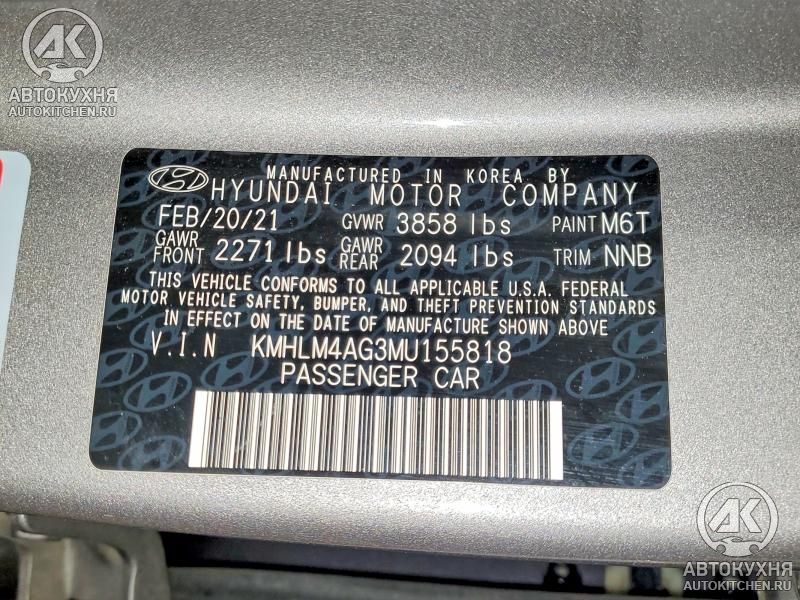 AK
АВТОКУХНЯ
AUTOKITCHEN.RU
MANUFACTURED IN KOREA BY
HYUNDAI MOTOR COMPANY
FEB/20/21 GVWR 3858 lbs PAINT M6T
GAWR FRONT 2271 lbs GAWR REAR 2094 lbs TRIM NNB
THIS VEHICLE CONFORMS TO ALL APPLICABLE U.S.A. FEDERAL
MOTOR VEHICLE SAFETY, BUMPER, AND THEFT PREVENTION STANDARDS
IN EFFECT ON THE DATE OF MANUFACTURE SHOWN ABOVE
V.I.N KMHLM4AG3MU155818
PASSENGER CAR
AK
АВТОКУХНЯ
AUTOKITCHEN.RU